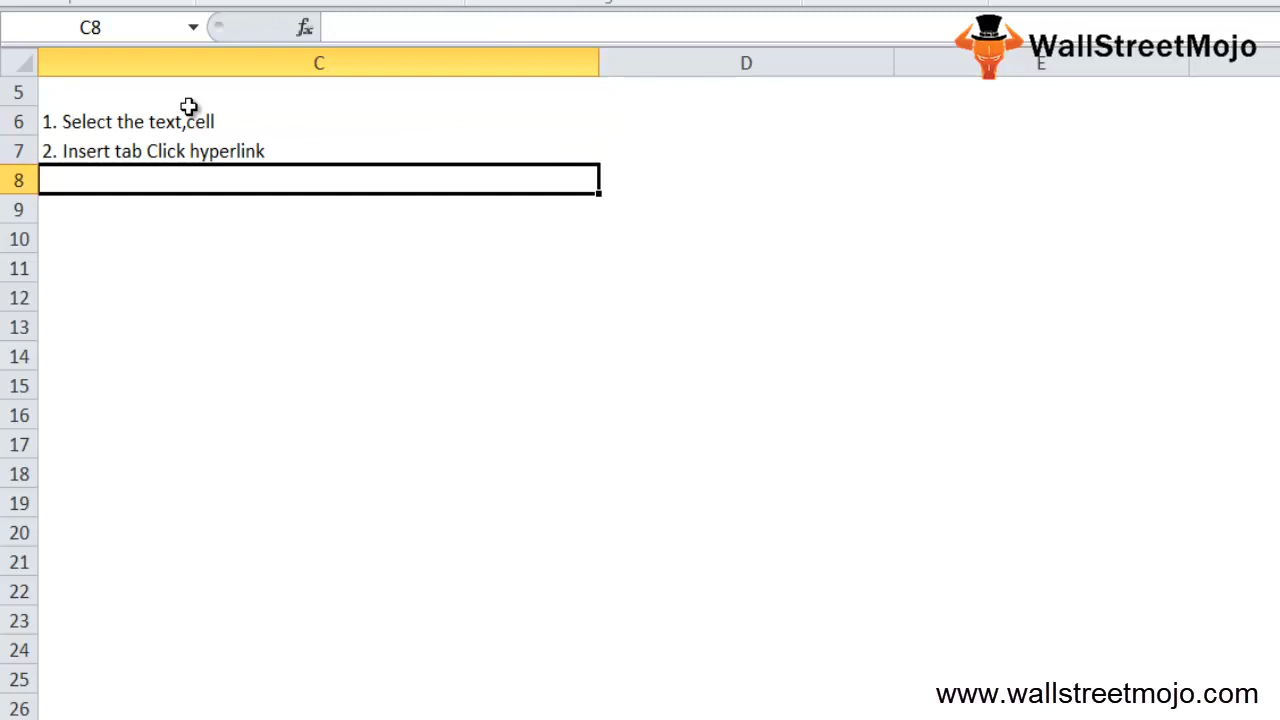 C8
fx
WallStreetMojo
C
D
E
5
6 1. Select the text,cell
7 2. Insert tab Click hyperlink
8
9
10
11
12
13
14
15
16
17
18
19
20
21
22
23
24
25
26
www.wallstreetmojo.com